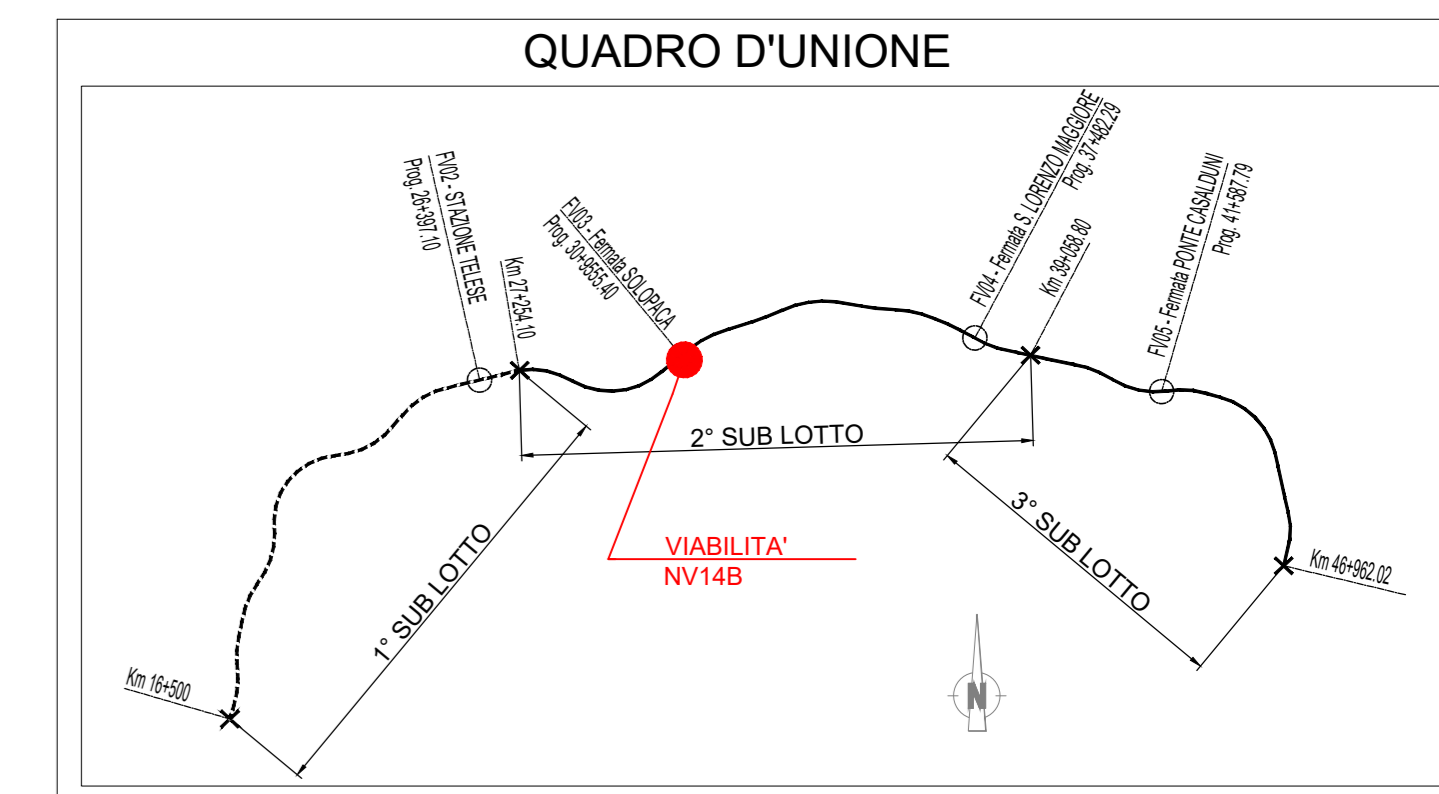 QUADRO D'UNIONE
FV02 - STAZIONE TELESE
Prog. 26+397.10
Km 27+254.10
FV03 - Fermata SOLOPACA
Prog. 30+9555.40
FV04 - Fermata S. LORENZO MAGGIORE
Prog. 37+482.29
Km 39+058.80
FV05 - Fermata PONTE CASALDUNI
Prog. 41+587.79
2° SUB LOTTO
1° SUB LOTTO
3° SUB LOTTO
VIABILITA'
NV14B
Km 46+962.02
Km 16+500
N